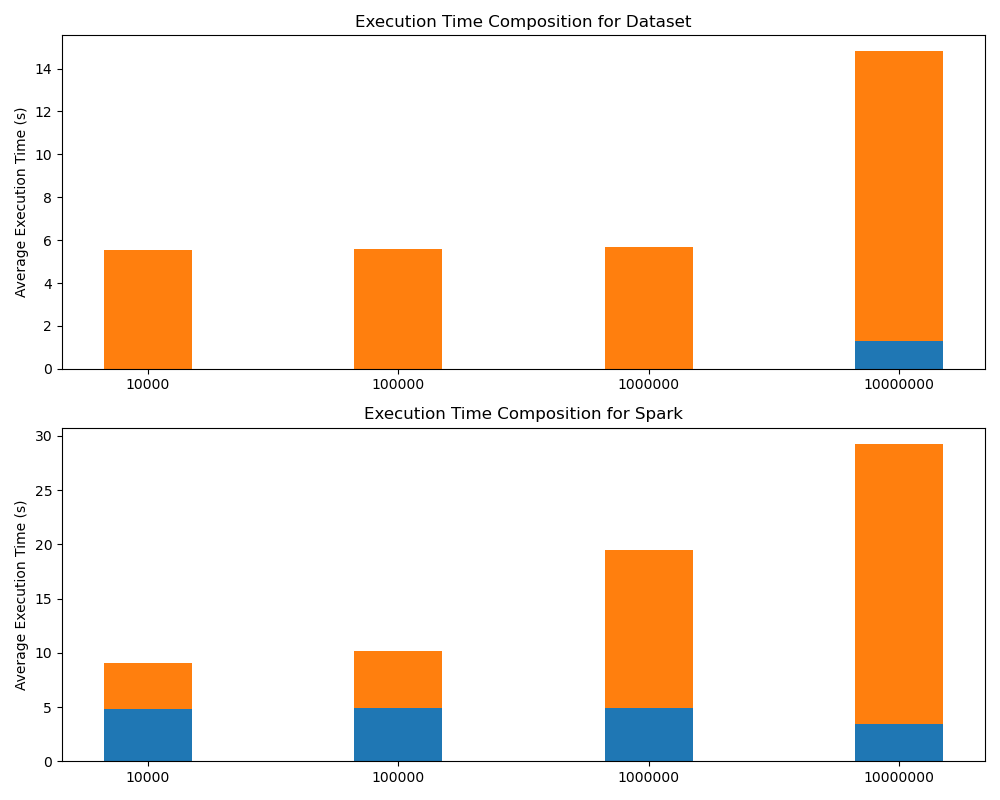 Execution Time Composition for Dataset
Average Execution Time (s)
14
12
10
8
6
4
2
0
10000 100000 1000000 10000000
Execution Time Composition for Spark
Average Execution Time (s)
30
25
20
15
10
5
0
10000 100000 1000000 10000000